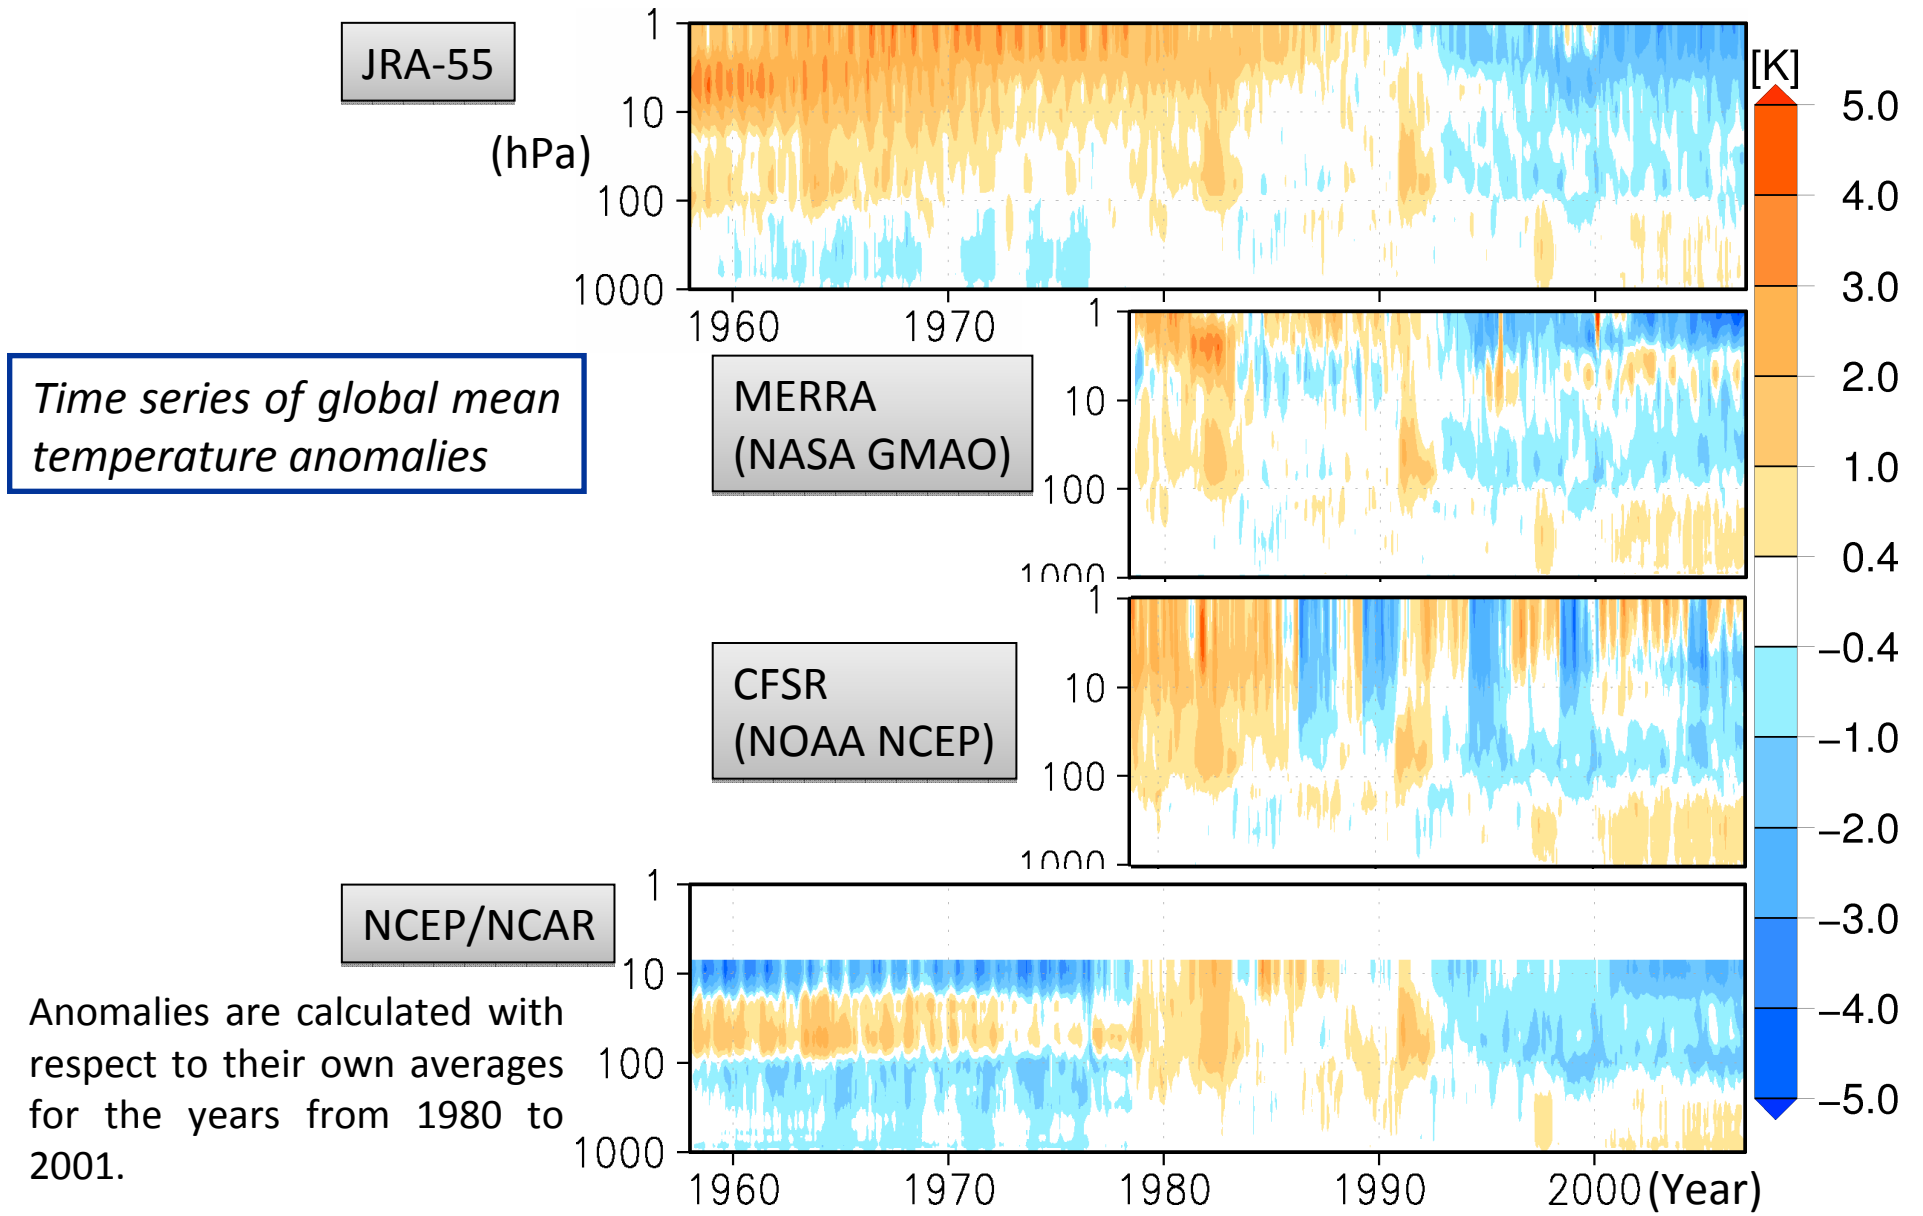 JRA-55
(hPa)
1
10
100
1000
1960
1970
[K]
5.0
4.0
3.0
2.0
1.0
0.4
−0.4
−1.0
−2.0
−3.0
−4.0
−5.0
Time series of global mean
temperature anomalies
MERRA
(NASA GMAO)
1
10
100
1000
CFSR
(NOAA NCEP)
1
10
100
1000
NCEP/NCAR
1
10
100
1000
Anomalies are calculated with
respect to their own averages
for the years from 1980 to
2001.
1960 1970 1980 1990 2000 (Year)